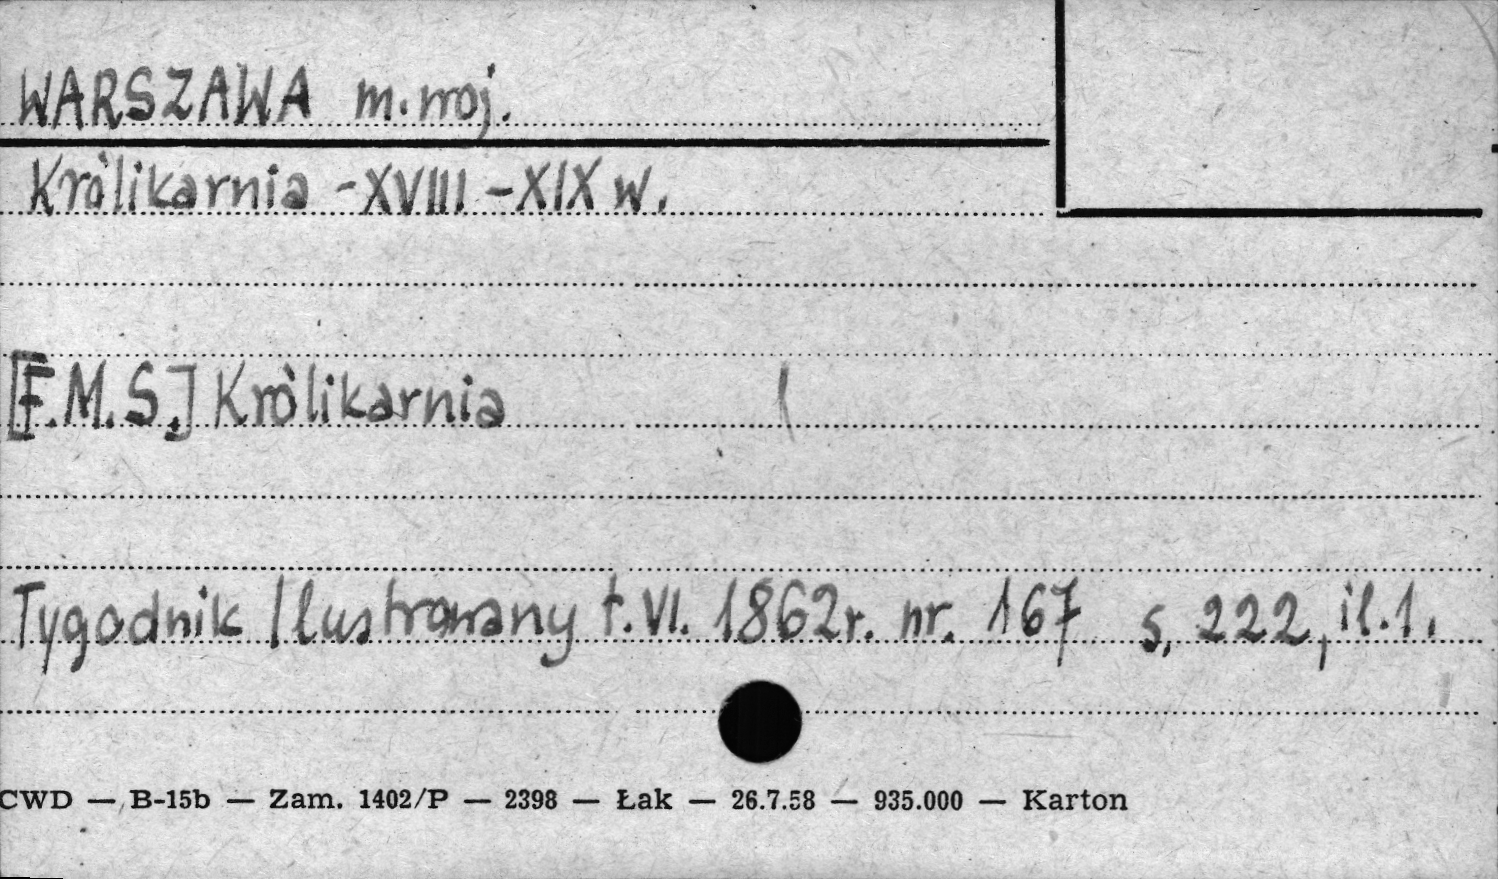 WARSZAWA m. woj.
Królikarnia - XVIII - XIX w.
[F.M.S.] Królikarnia
Tygodnik Ilustrowany t. VI. 1862r. nr. 167 s. 222, il. 1.
CWD — B-15b — Zam. 1402/P — 2398 — Łak — 26.7.58 — 935.000 — Karton